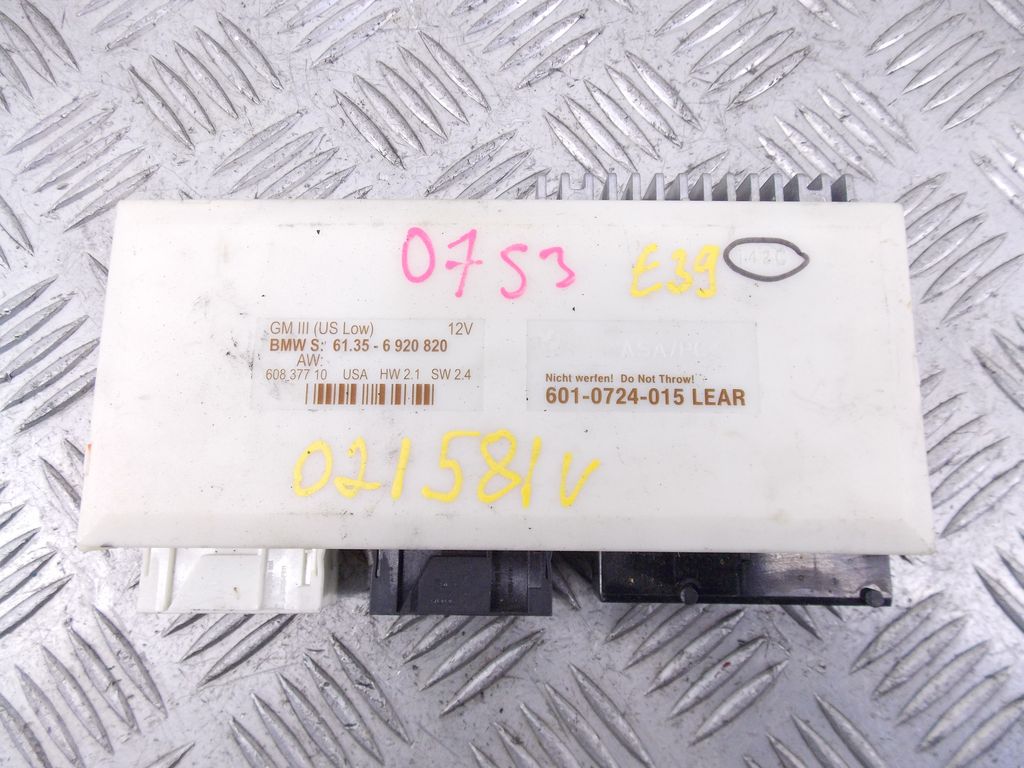 07S3
E39
GM III (US Low) 12V
BMW S: 61.35 - 6 920 820
AW:
608 377 10 USA HW 2.1 SW 2.4
Nicht werfen! Do Not Throw!
601-0724-015 LEAR
021581V